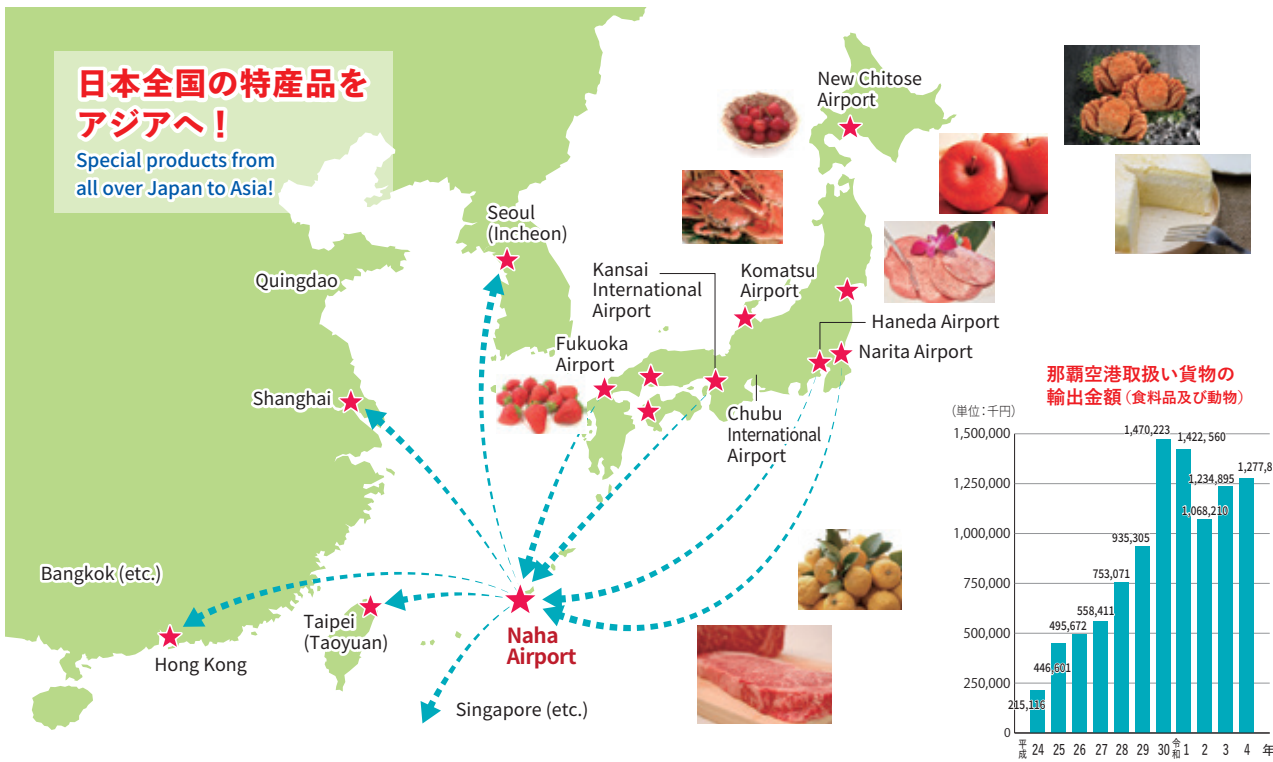 日本全国の特産品を
アジアへ！
Special products from
all over Japan to Asia!
New Chitose
Airport
Seoul
(Incheon)
Quingdao
Kansai
International
Airport
Komatsu
Airport
Haneda Airport
Fukuoka
Airport
Narita Airport
Shanghai
Chubu
International
Airport
Bangkok (etc.)
Taipei
(Taoyuan)
Naha
Airport
Hong Kong
Singapore (etc.)
那覇空港取扱い貨物の
輸出金額（食料品及び動物）
（単位：千円）
1,500,000
1,250,000
1,000,000
750,000
500,000
250,000
0
215,116
446,601
495,672
558,411
753,071
935,305
1,470,223
1,422,560
1,068,210
1,234,895
1,277,8
平成 24 25 26 27 28 29 30 令和 1 2 3 4 年